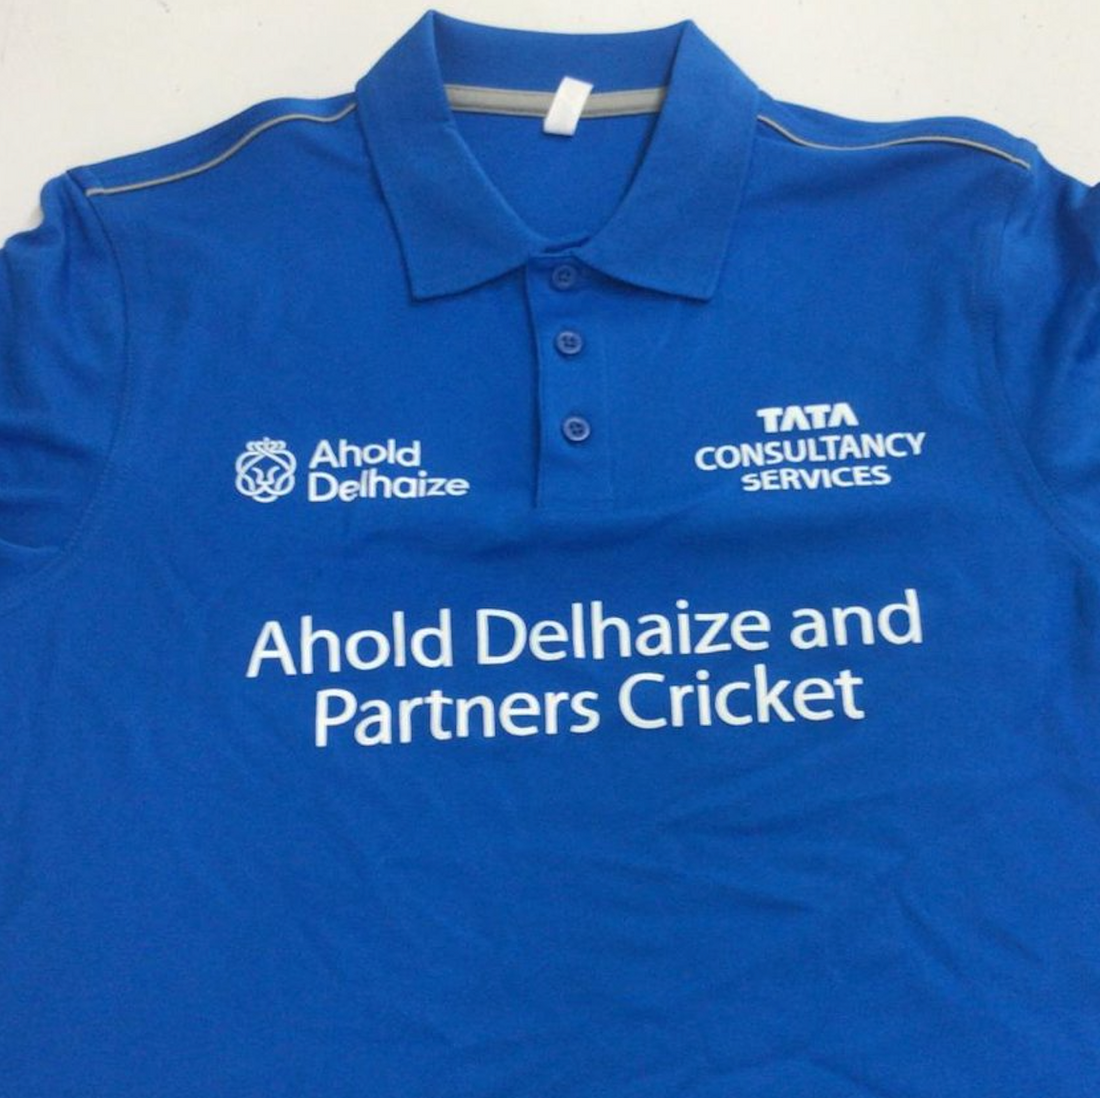 Ahold
Delhaize
TATA
CONSULTANCY
SERVICES
Ahold Delhaize and
Partners Cricket